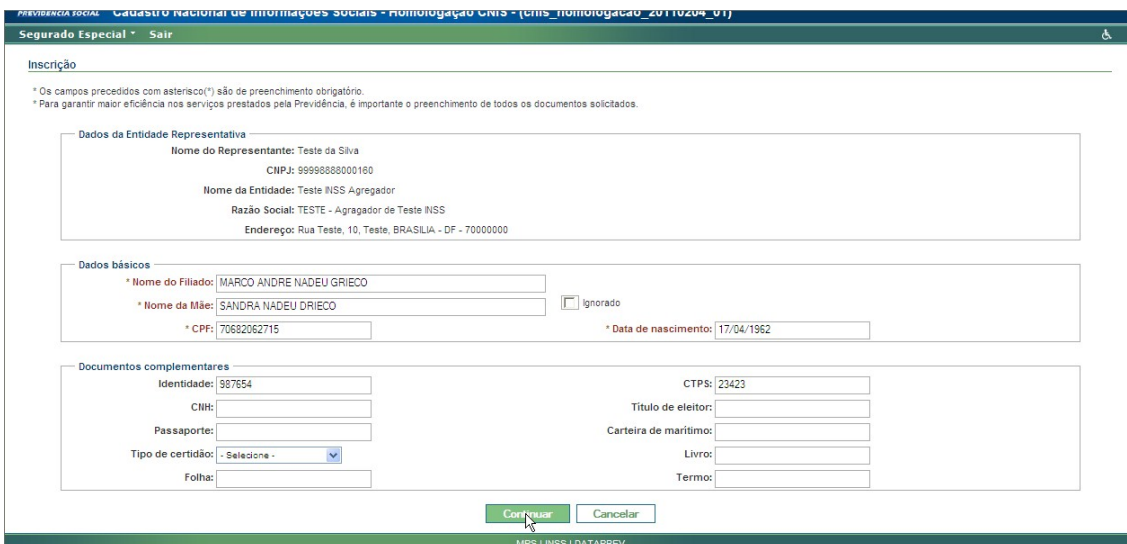 PREVIDÊNCIA SOCIAL Cadastro Nacional de Informações Sociais - Homologação CNIS - (cnis_homologacao_20110204_01)
Segurado Especial Sair
Inscrição
* Os campos precedidos com asterisco(*) são de preenchimento obrigatório.
* Para garantir maior eficiência nos serviços prestados pela Previdência, é importante o preenchimento de todos os documentos solicitados.
Dados da Entidade Representativa
Nome do Representante: Teste da Silva
CNPJ: 99998888000160
Nome da Entidade: Teste INSS Agregador
Razão Social: TESTE - Agragador de Teste INSS
Endereço: Rua Teste, 10, Teste, BRASILIA - DF - 70000000
Dados básicos
* Nome do Filiado: MARCO ANDRE NADEU GRIECO
* Nome da Mãe: SANDRA NADEU DRIECO Ignorado
* CPF: 70682062715 * Data de nascimento: 17/04/1962
Documentos complementares
Identidade: 987654 CTPS: 23423
CNH: Título de eleitor:
Passaporte: Carteira de marítimo:
Tipo de certidão: - Selecione - Livro:
Folha: Termo:
Continuar Cancelar
MPS | INSS | DATAPREV